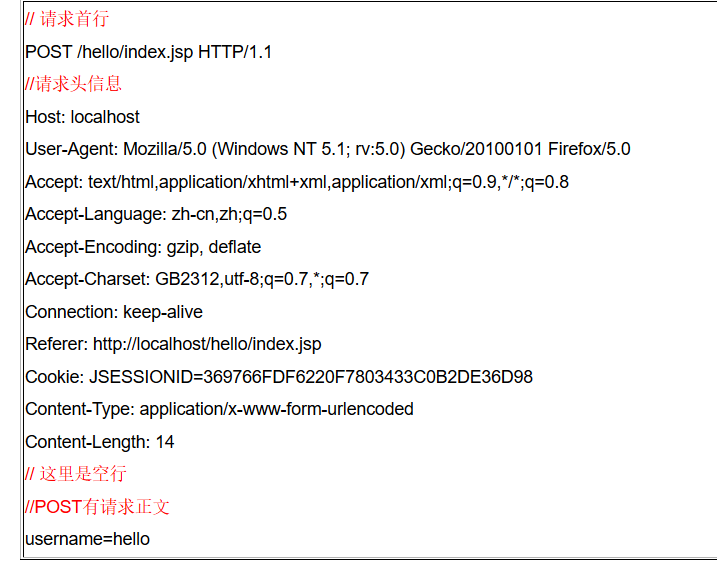 // 请求首行
POST /hello/index.jsp HTTP/1.1
//请求头信息
Host: localhost
User-Agent: Mozilla/5.0 (Windows NT 5.1; rv:5.0) Gecko/20100101 Firefox/5.0
Accept: text/html,application/xhtml+xml,application/xml;q=0.9,*/*;q=0.8
Accept-Language: zh-cn,zh;q=0.5
Accept-Encoding: gzip, deflate
Accept-Charset: GB2312,utf-8;q=0.7,*;q=0.7
Connection: keep-alive
Referer: http://localhost/hello/index.jsp
Cookie: JSESSIONID=369766FDF6220F7803433C0B2DE36D98
Content-Type: application/x-www-form-urlencoded
Content-Length: 14
// 这里是空行
//POST有请求正文
username=hello